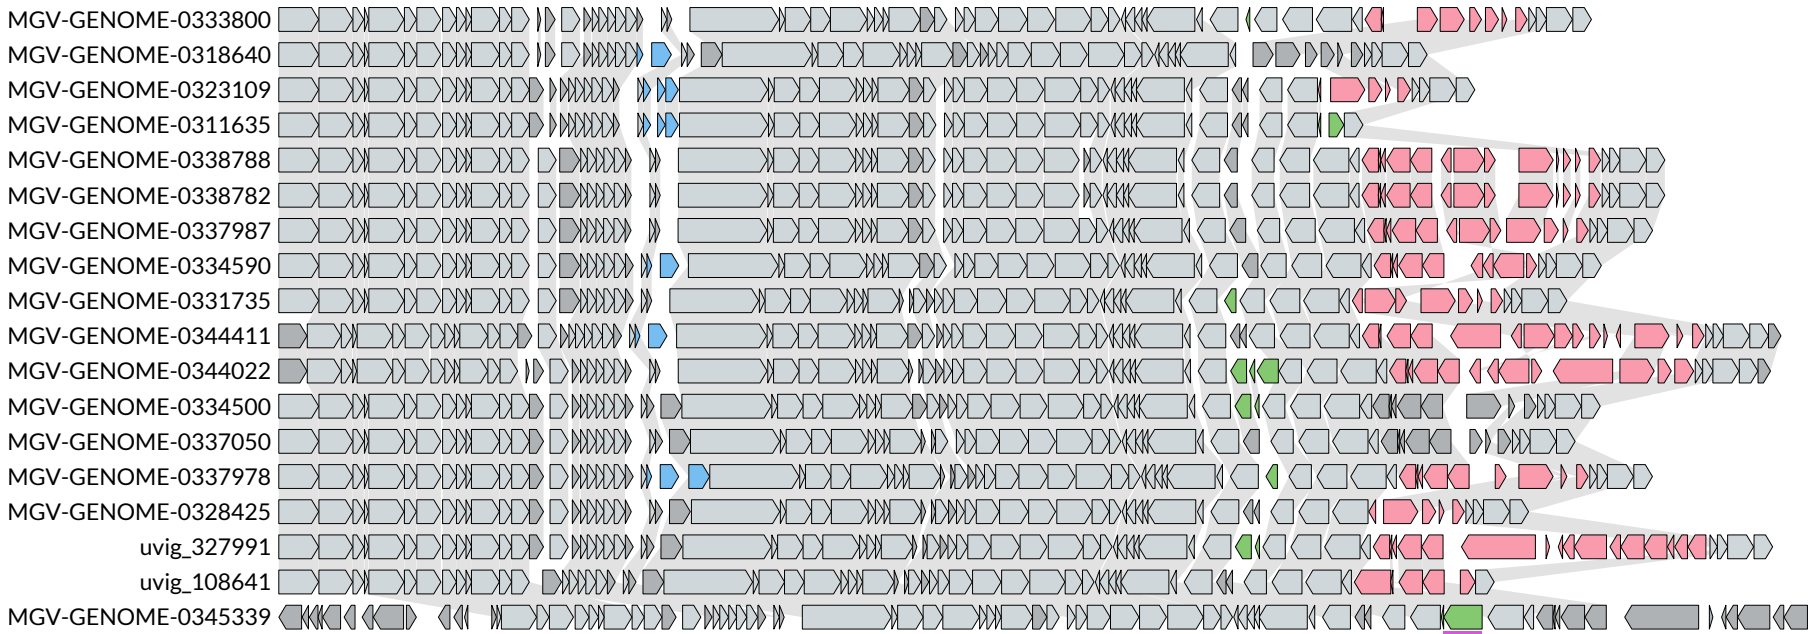 MGV-GENOME-0333800
MGV-GENOME-0318640
MGV-GENOME-0323109
MGV-GENOME-0311635
MGV-GENOME-0338788
MGV-GENOME-0338782
MGV-GENOME-0337987
MGV-GENOME-0334590
MGV-GENOME-0331735
MGV-GENOME-0344411
MGV-GENOME-0344022
MGV-GENOME-0334500
MGV-GENOME-0337050
MGV-GENOME-0337978
MGV-GENOME-0328425
uvig_327991
uvig_108641
MGV-GENOME-0345339